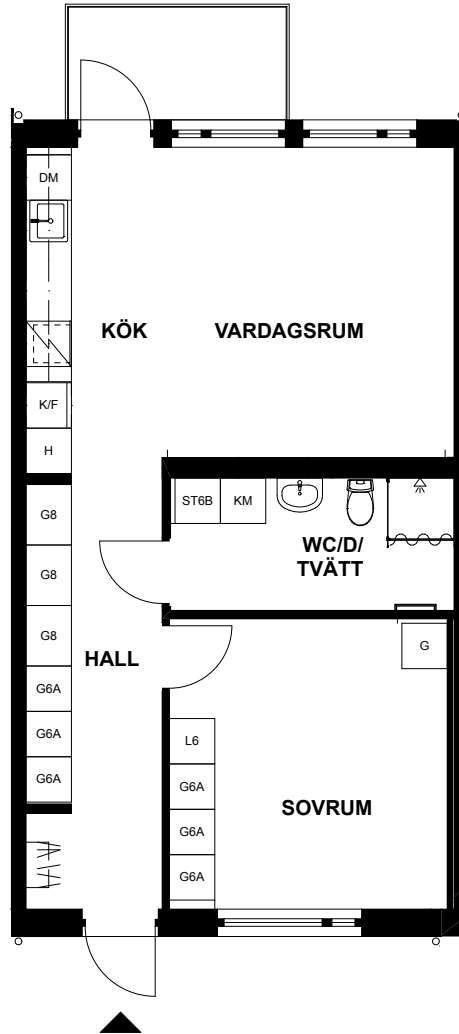 DM
KÖK
VARDAGSRUM
K/F
H
ST6B
KM
G8
WC/D/
TVÄTT
G8
G8
HALL
G
G6A
G6A
G6A
L6
G6A
SOVRUM
G6A
G6A